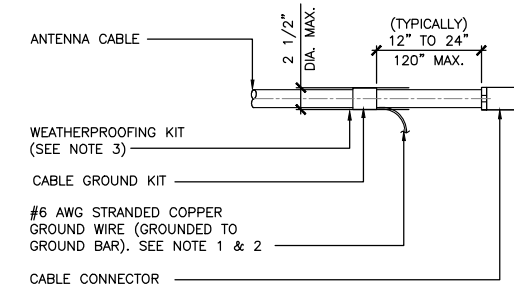 ANTENNA CABLE
2 1/2"
DIA. MAX.
(TYPICALLY)
12" TO 24"
120" MAX.
WEATHERPROOFING KIT
(SEE NOTE 3)
CABLE GROUND KIT
#6 AWG STRANDED COPPER
GROUND WIRE (GROUNDED TO
GROUND BAR). SEE NOTE 1 & 2
CABLE CONNECTOR